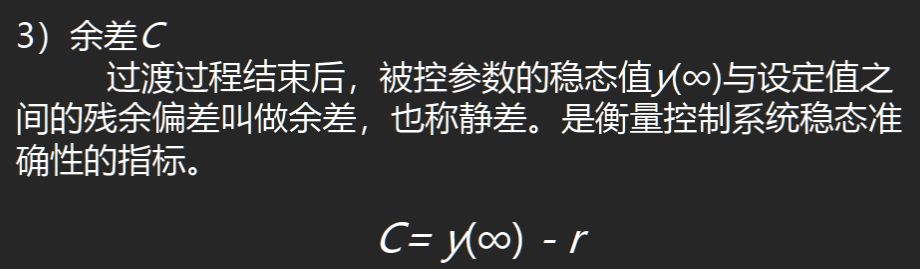 3）余差C
过渡过程结束后，被控参数的稳态值y(∞)与设定值之
间的残余偏差叫做余差，也称静差。是衡量控制系统稳态准
确性的指标。
C= y(∞) - r